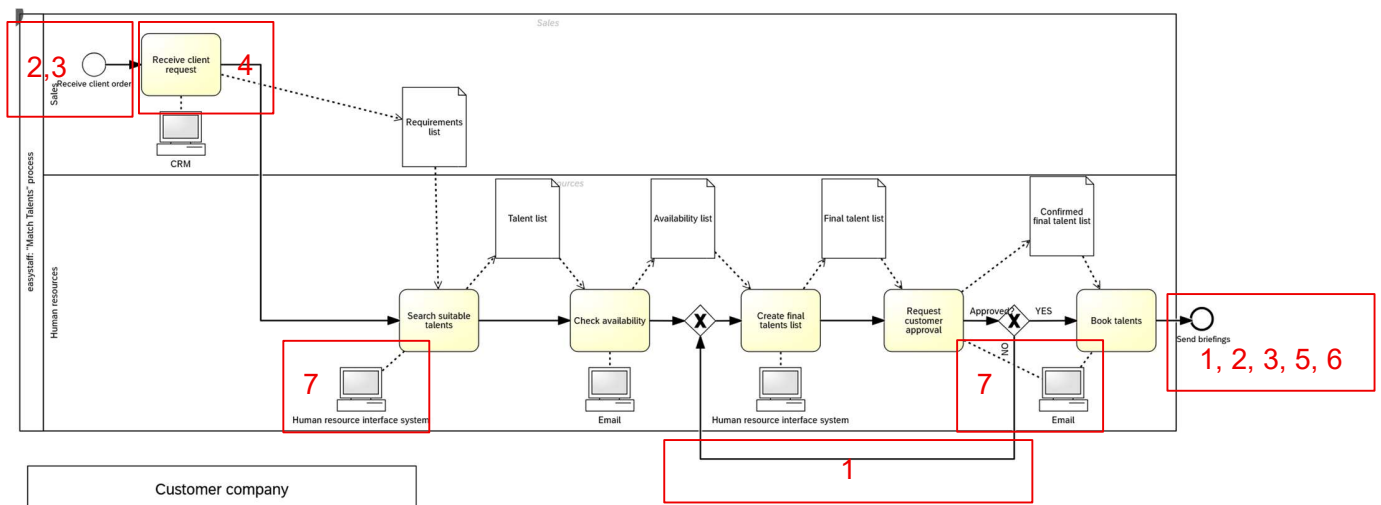 Sales
2,3
Receive client order
Receive client
request
4
Sales
CRM
Requirements
list
easystaff: "Match Talents" process
Talent list
Availability list
Final talent list
Confirmed
final talent list
Human resources
Search suitable
talents
Check availability
X
Create final
talents list
Request
customer
approval
Approved?
X
YES
NO
Book talents
Send briefings
1, 2, 3, 5, 6
7
Human resource interface system
Email
Human resource interface system
7
Email
1
Customer company